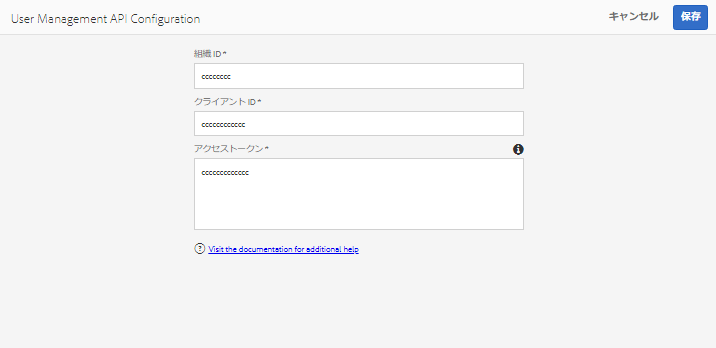 User Management API Configuration
キャンセル
保存
組織 ID *
cccccccc
クライアント ID *
cccccccccccc
アクセストークン *
ccccccccccccc
Visit the documentation for additional help